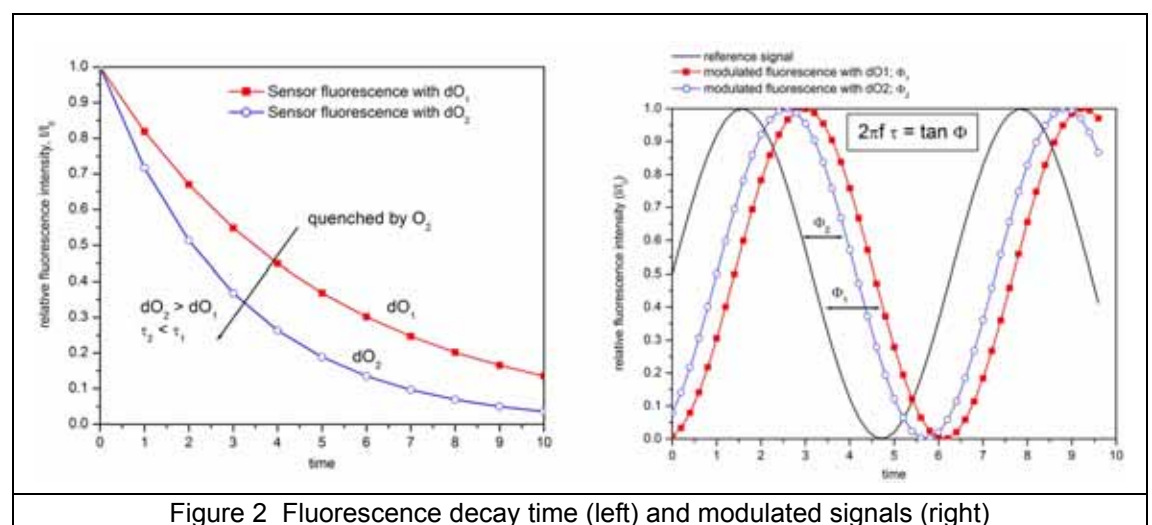 1.0
0.9
0.8
0.7
0.6
0.5
0.4
0.3
0.2
0.1
0.0
relative fluorescence intensity, I/I₀
Sensor fluorescence with dO₁
Sensor fluorescence with dO₂
quenched by O₂
dO₂ > dO₁
τ₂ < τ₁
dO₁
dO₂
0 1 2 3 4 5 6 7 8 9 10
time
reference signal
modulated fluorescence with dO1; Φ₁
modulated fluorescence with dO2; Φ₂
1.0
0.9
0.8
0.7
0.6
0.5
0.4
0.3
0.2
0.1
0.0
relative fluorescence intensity (I/I₀)
2πf τ = tan Φ
Φ₂
Φ₁
0 1 2 3 4 5 6 7 8 9 10
time
Figure 2 Fluorescence decay time (left) and modulated signals (right)